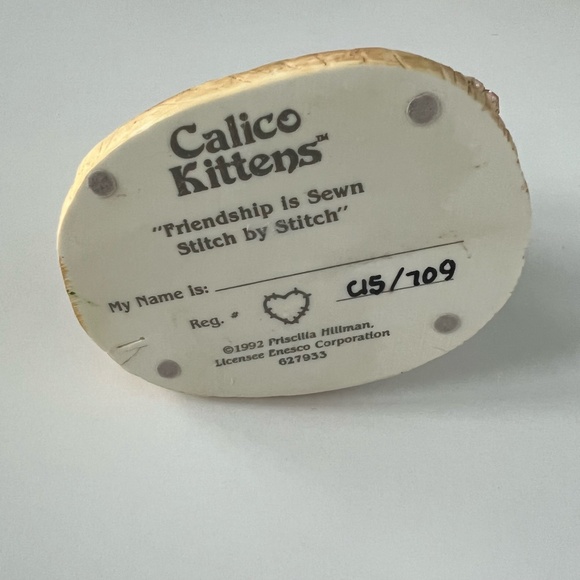 Calico
Kittens™
"Friendship is Sewn
Stitch by Stitch"
My Name Is:
Reg. C15/709
©1992 Priscilla Hillman,
Licensee Enesco Corporation
627933